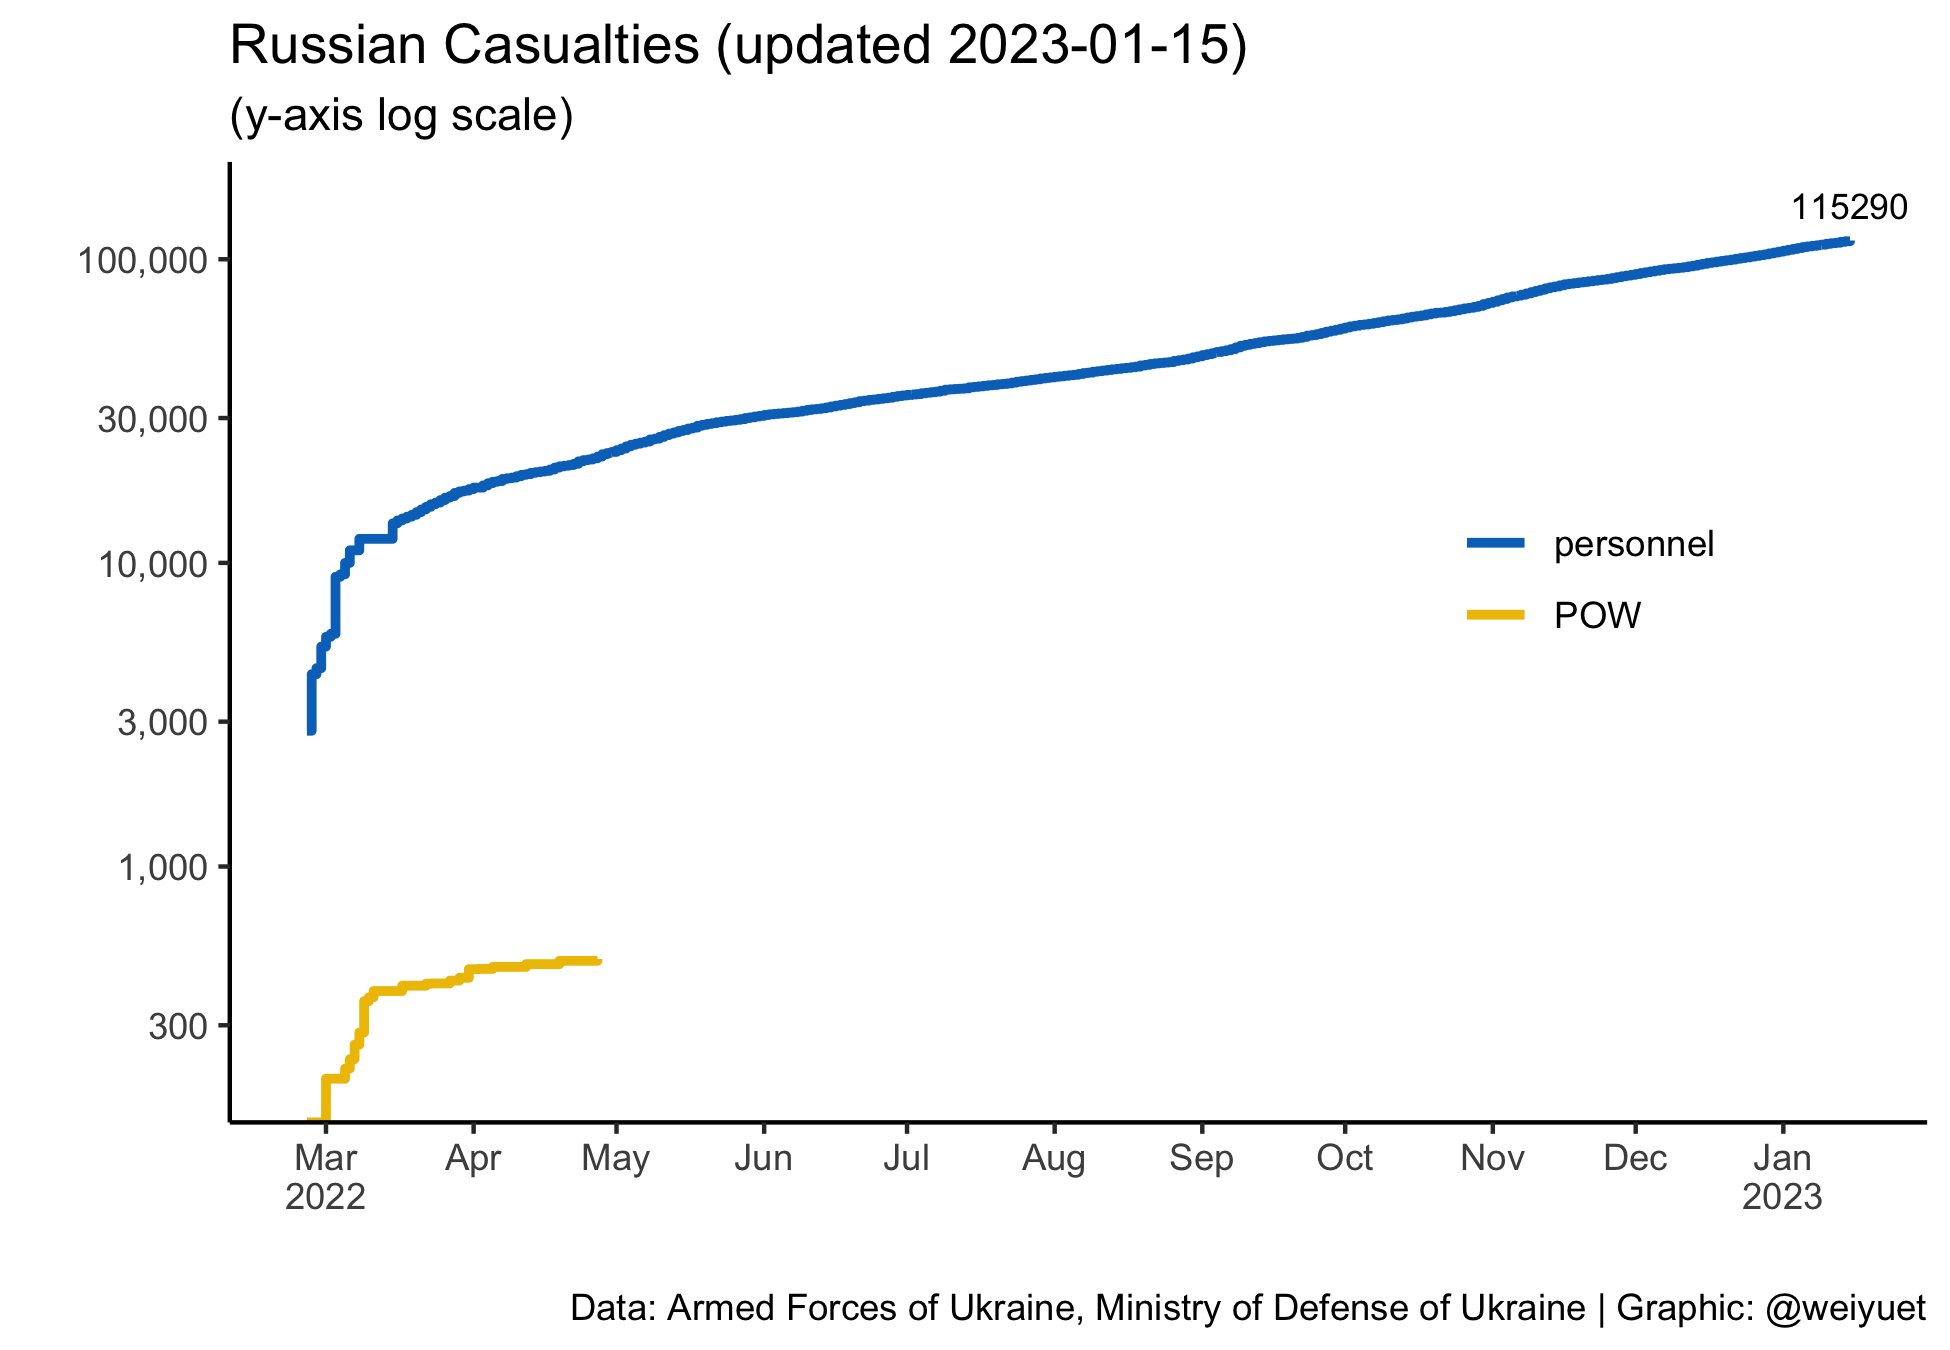 Russian Casualties (updated 2023-01-15)
(y-axis log scale)
115290
100,000
30,000
10,000
3,000
1,000
300
personnel
POW
Mar Apr May Jun Jul Aug Sep Oct Nov Dec Jan
2022 2023
Data: Armed Forces of Ukraine, Ministry of Defense of Ukraine | Graphic: @weiyuet